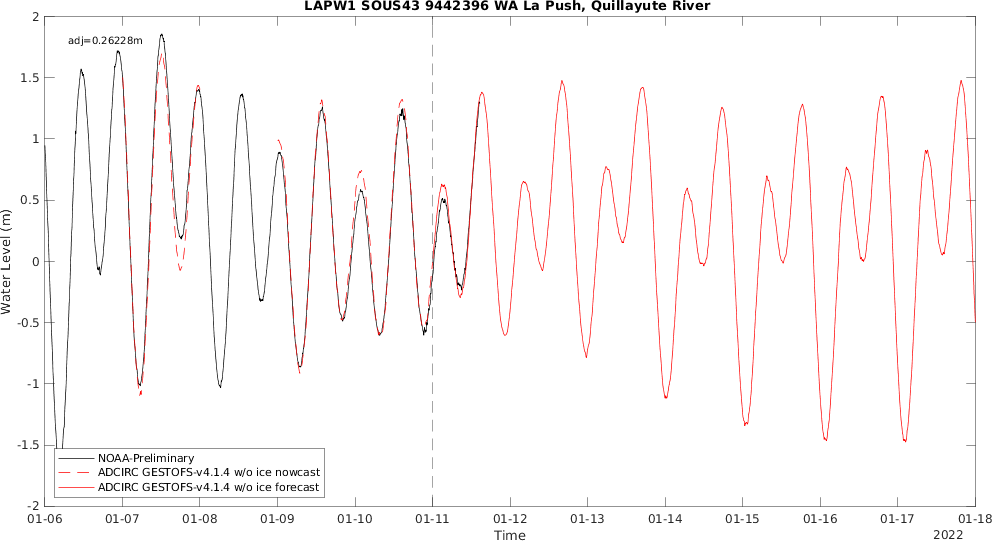 LAPW1 SOUS43 9442396 WA La Push, Quillayute River
adj=0.26228m
2
1.5
1
0.5
0
-0.5
-1
-1.5
-2
Water Level (m)
NOAA-Preliminary
ADCIRC GESTOFS-v4.1.4 w/o ice nowcast
ADCIRC GESTOFS-v4.1.4 w/o ice forecast
01-06 01-07 01-08 01-09 01-10 01-11 01-12 01-13 01-14 01-15 01-16 01-17 01-18
Time
2022